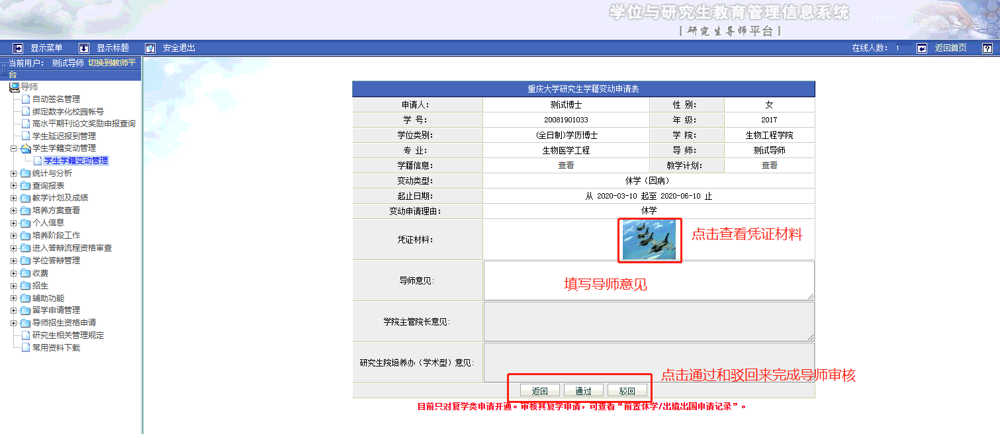 学位与研究生教育管理信息系统
[ 研究生导师平台 ]
显示菜单 显示标题 安全退出 在线人数: 1 返回首页
当前用户: 测试导师 切换到教师平
台
导师
自动签名管理
绑定数字化校园帐号
高水平期刊论文奖励申报查询
学生延迟报到管理
学生学籍变动管理
学生学籍变动管理
统计与分析
查询报表
教学计划及成绩
培养方案查看
个人信息
培养阶段工作
进入答辩流程资格审查
学位答辩管理
收费
招生
辅助功能
留学申请管理
导师招生资格申请
研究生相关管理规定
常用资料下载
重庆大学研究生学籍变动申请表
申请人: 测试博士 性 别: 女
学 号: 20081901033 年 级: 2017
学位类别: (全日制)学历博士 学 院: 生物工程学院
专 业: 生物医学工程 导 师: 测试导师
学籍信息: 查看 教学计划: 查看
变动类型: 休学（因病）
起止日期: 从 2020-03-10 起至 2020-06-10 止
变动申请理由: 休学
凭证材料: 点击查看凭证材料
导师意见: 填写导师意见
学院主管院长意见:
研究生院培养办（学术型）意见:
点击通过和驳回来完成导师审核
返回 通过 驳回
目前只对复学类申请开通。审核其复学申请，可查看“前置休学/出境出国申请记录”。